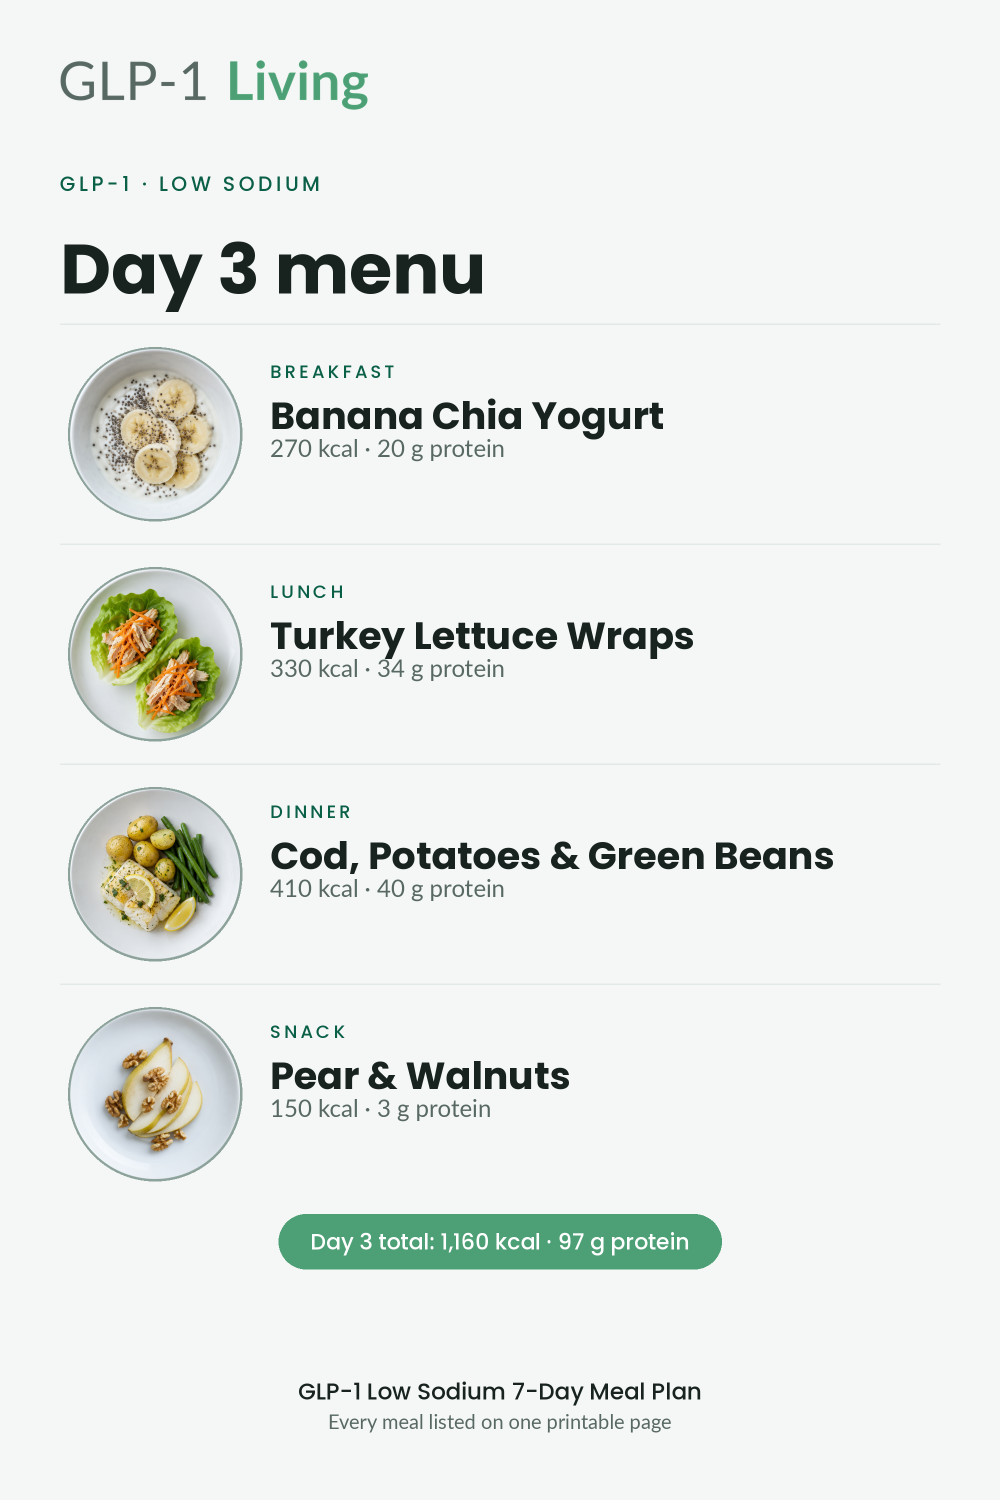 GLP-1 Living
GLP-1 · LOW SODIUM
Day 3 menu
BREAKFAST
Banana Chia Yogurt
270 kcal · 20 g protein
LUNCH
Turkey Lettuce Wraps
330 kcal · 34 g protein
DINNER
Cod, Potatoes & Green Beans
410 kcal · 40 g protein
SNACK
Pear & Walnuts
150 kcal · 3 g protein
Day 3 total: 1,160 kcal · 97 g protein
GLP-1 Low Sodium 7-Day Meal Plan
Every meal listed on one printable page